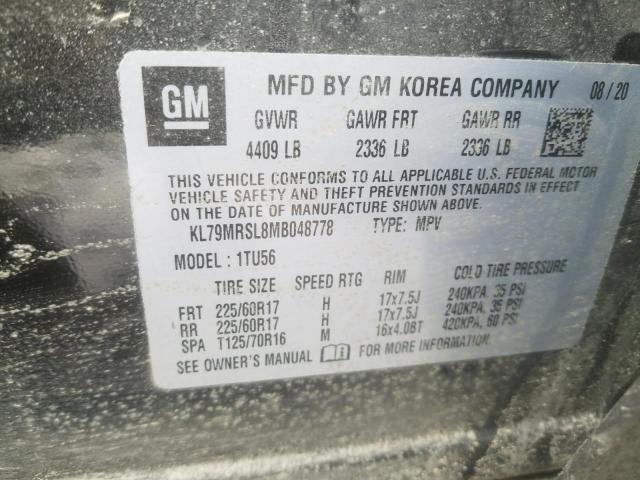 GM MFD BY GM KOREA COMPANY 08/20
GVWR GAWR FRT GAWR RR
4409 LB 2336 LB 2336 LB
THIS VEHICLE CONFORMS TO ALL APPLICABLE U.S. FEDERAL MOTOR
VEHICLE SAFETY AND THEFT PREVENTION STANDARDS IN EFFECT
ON THE DATE OF MANUFACTURE SHOWN ABOVE.
KL79MRSL8MB048778 TYPE: MPV
MODEL: 1TU56
TIRE SIZE SPEED RTG RIM COLD TIRE PRESSURE
FRT 225/60R17 H 17x7.5J 240KPA, 35 PSI
RR 225/60R17 H 17x7.5J 240KPA, 35 PSI
SPA T125/70R16 M 16x4.0BT 420KPA, 60 PSI
SEE OWNER'S MANUAL FOR MORE INFORMATION.